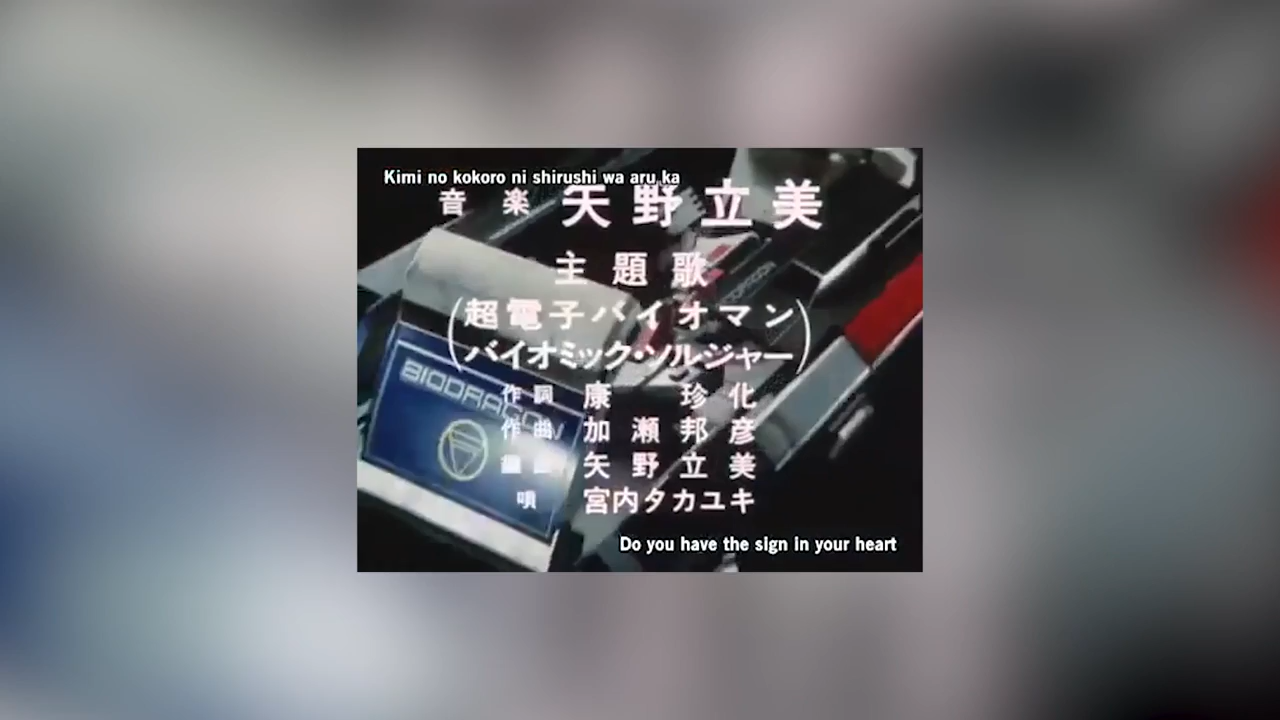 Kimi no kokoro ni shirushi wa aru ka
音楽 矢野立美
主題歌
(超電子バイオマン
バイオミック・ソルジャー)
BIODRAGON
作詞 康 珍化
作曲 加瀬邦彦
編曲 矢野立美
唄 宮内タカユキ
Do you have the sign in your heart